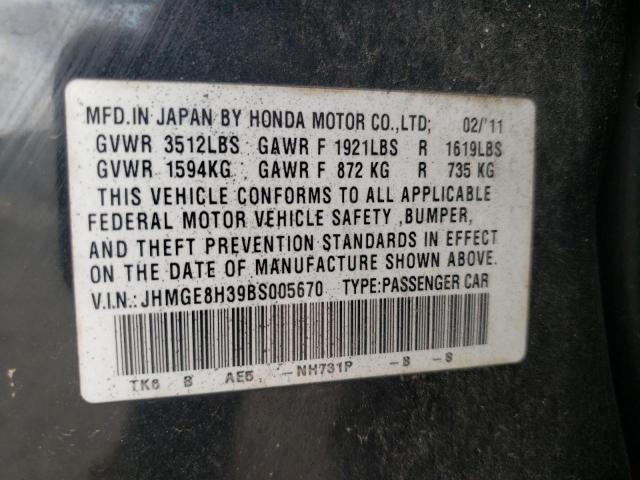 MFD.IN JAPAN BY HONDA MOTOR CO.,LTD; 02/'11
GVWR 3512LBS GAWR F 1921LBS R 1619LBS
GVWR 1594KG GAWR F 872 KG R 735 KG
THIS VEHICLE CONFORMS TO ALL APPLICABLE
FEDERAL MOTOR VEHICLE SAFETY ,BUMPER,
AND THEFT PREVENTION STANDARDS IN EFFECT
ON THE DATE OF MANUFACTURE SHOWN ABOVE.
V.I.N.:JHMGE8H39BS005670 TYPE:PASSENGER CAR
TK6 B AE5, -NH731P -8 -8